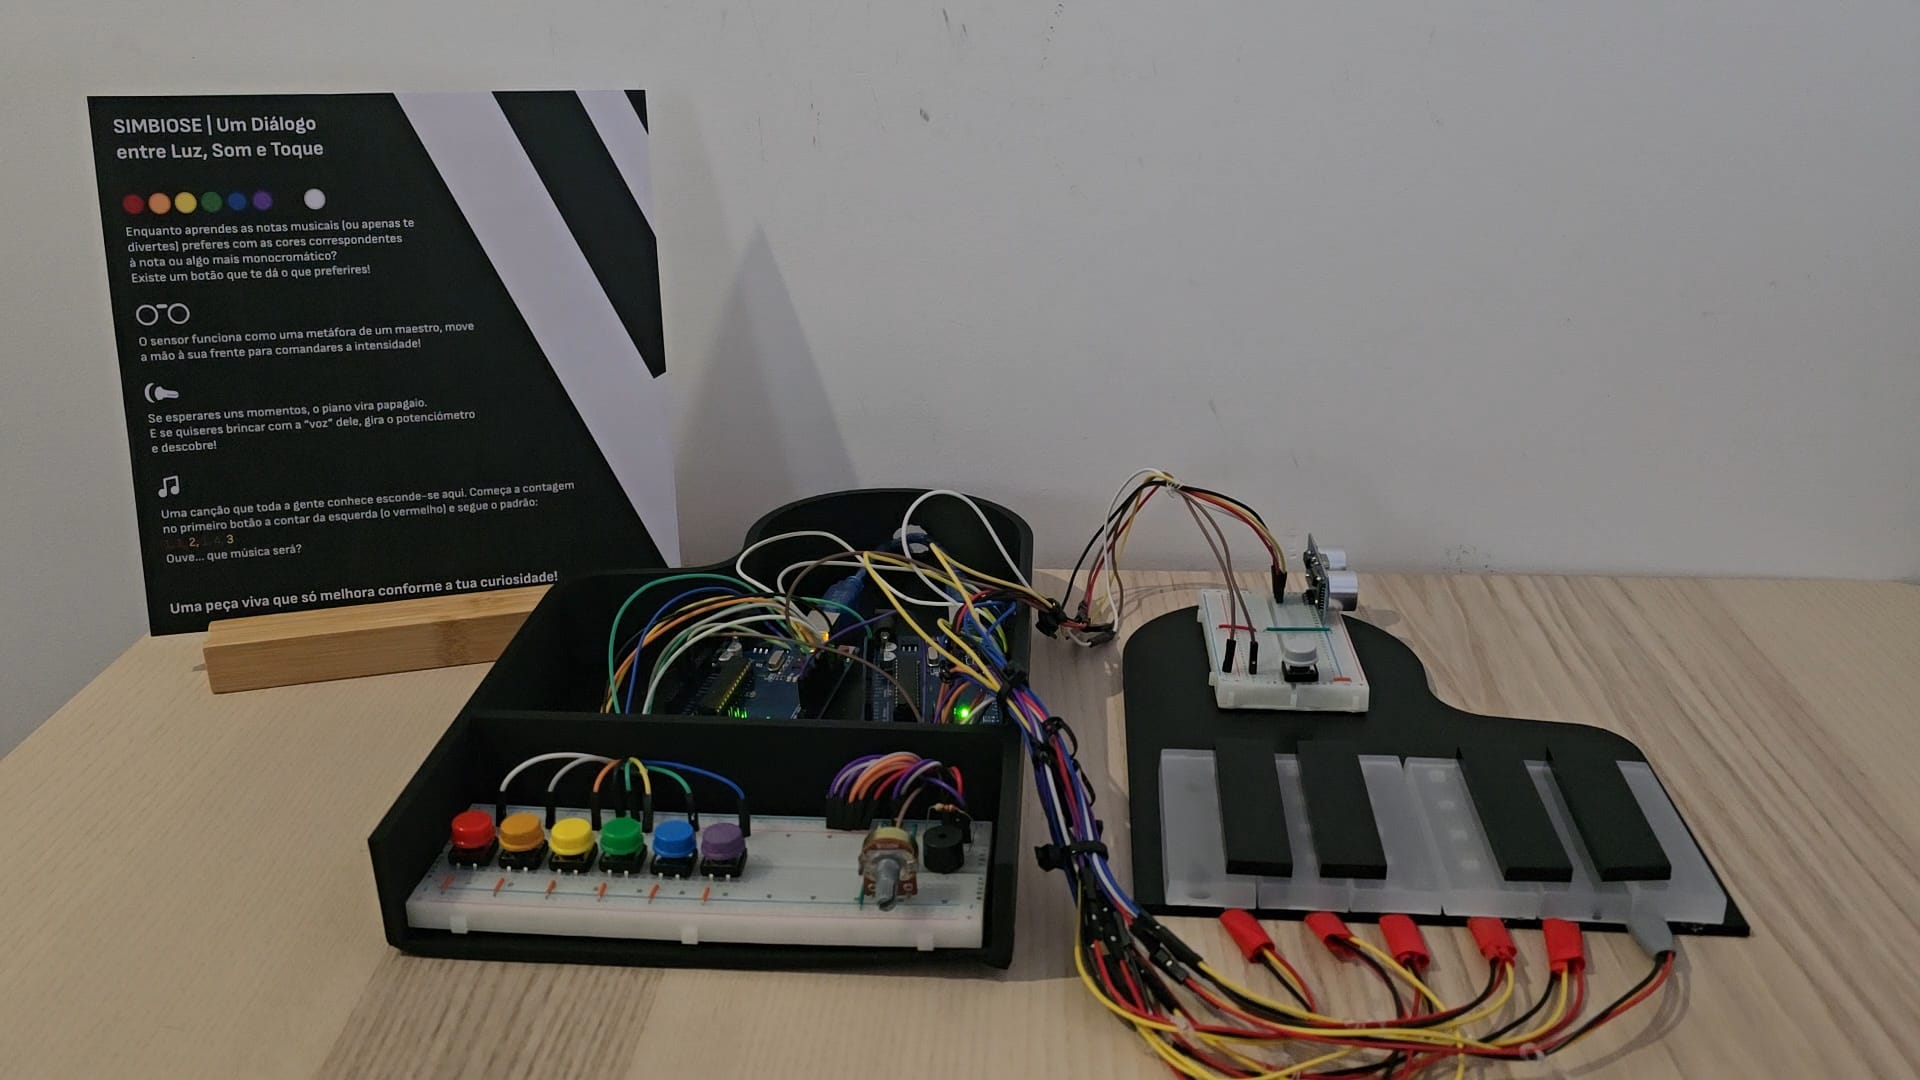 SIMBIOSE | Um Diálogo
entre Luz, Som e Toque
Enquanto aprendes as notas musicais (ou apenas te
divertes) preferes com as cores correspondentes
à nota ou algo mais monocromático?
Existe um botão que te dá o que preferires!
O sensor funciona como uma metáfora de um maestro, move
a mão à sua frente para comandares a intensidade!
Se esperares uns momentos, o piano vira papagaio.
E se quiseres brincar com a “voz” dele, gira o potenciómetro
e descobre!
Uma canção que toda a gente conhece esconde-se aqui. Começa a contagem
no primeiro botão a contar da esquerda (o vermelho) e segue o padrão:
2, 3
Ouve... que música será?
Uma peça viva que só melhora conforme a tua curiosidade!